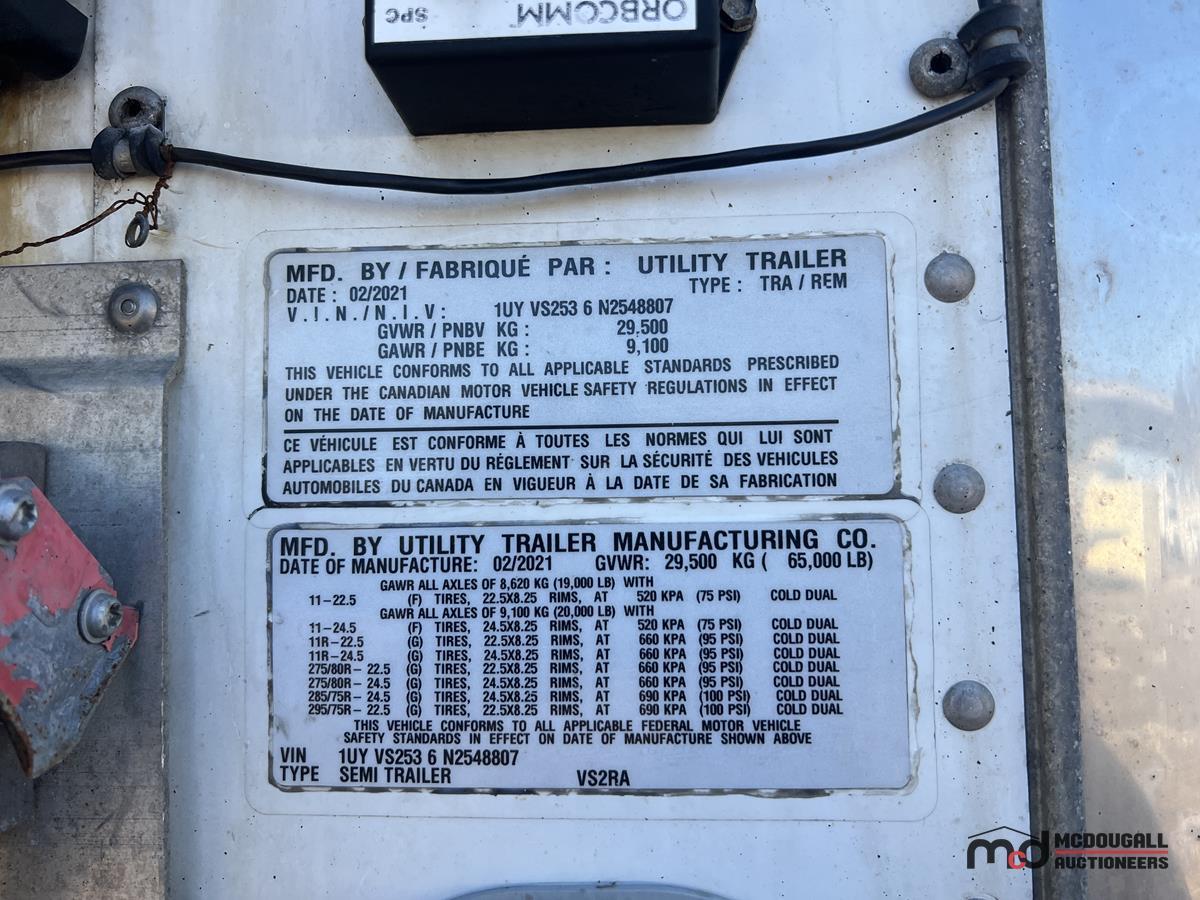 ORBCOMM™
SPC
MFD. BY / FABRIQUÉ PAR : UTILITY TRAILER
DATE : 02/2021 TYPE : TRA / REM
V.I.N./N.I.V: 1UY VS253 6 N2548807
GVWR / PNBV KG : 29,500
GAWR / PNBE KG : 9,100
THIS VEHICLE CONFORMS TO ALL APPLICABLE STANDARDS PRESCRIBED
UNDER THE CANADIAN MOTOR VEHICLE SAFETY REGULATIONS IN EFFECT
ON THE DATE OF MANUFACTURE
CE VÉHICULE EST CONFORME À TOUTES LES NORMES QUI LUI SONT
APPLICABLES EN VERTU DU RÉGLEMENT SUR LA SÉCURITÉ DES VEHICULES
AUTOMOBILES DU CANADA EN VIGUEUR À LA DATE DE SA FABRICATION
MFD. BY UTILITY TRAILER MANUFACTURING CO.
DATE OF MANUFACTURE: 02/2021 GVWR: 29,500 KG ( 65,000 LB)
GAWR ALL AXLES OF 8,620 KG (19,000 LB) WITH
11-22.5 (F) TIRES, 22.5X8.25 RIMS, AT 520 KPA (75 PSI) COLD DUAL
GAWR ALL AXLES OF 9,100 KG (20,000 LB) WITH
11-24.5 (F) TIRES, 24.5X8.25 RIMS, AT 520 KPA (75 PSI) COLD DUAL
11R-22.5 (G) TIRES, 22.5X8.25 RIMS, AT 660 KPA (95 PSI) COLD DUAL
11R-24.5 (G) TIRES, 24.5X8.25 RIMS, AT 660 KPA (95 PSI) COLD DUAL
275/80R- 22.5 (G) TIRES, 22.5X8.25 RIMS, AT 660 KPA (95 PSI) COLD DUAL
275/80R- 24.5 (G) TIRES, 24.5X8.25 RIMS, AT 660 KPA (95 PSI) COLD DUAL
285/75R- 24.5 (G) TIRES, 24.5X8.25 RIMS, AT 690 KPA (100 PSI) COLD DUAL
295/75R- 22.5 (G) TIRES, 22.5X8.25 RIMS, AT 690 KPA (100 PSI) COLD DUAL
THIS VEHICLE CONFORMS TO ALL APPLICABLE FEDERAL MOTOR VEHICLE
SAFETY STANDARDS IN EFFECT ON DATE OF MANUFACTURE SHOWN ABOVE
VIN 1UY VS253 6 N2548807
TYPE SEMI TRAILER VS2RA
mcd MCDOUGALL
AUCTIONEERS